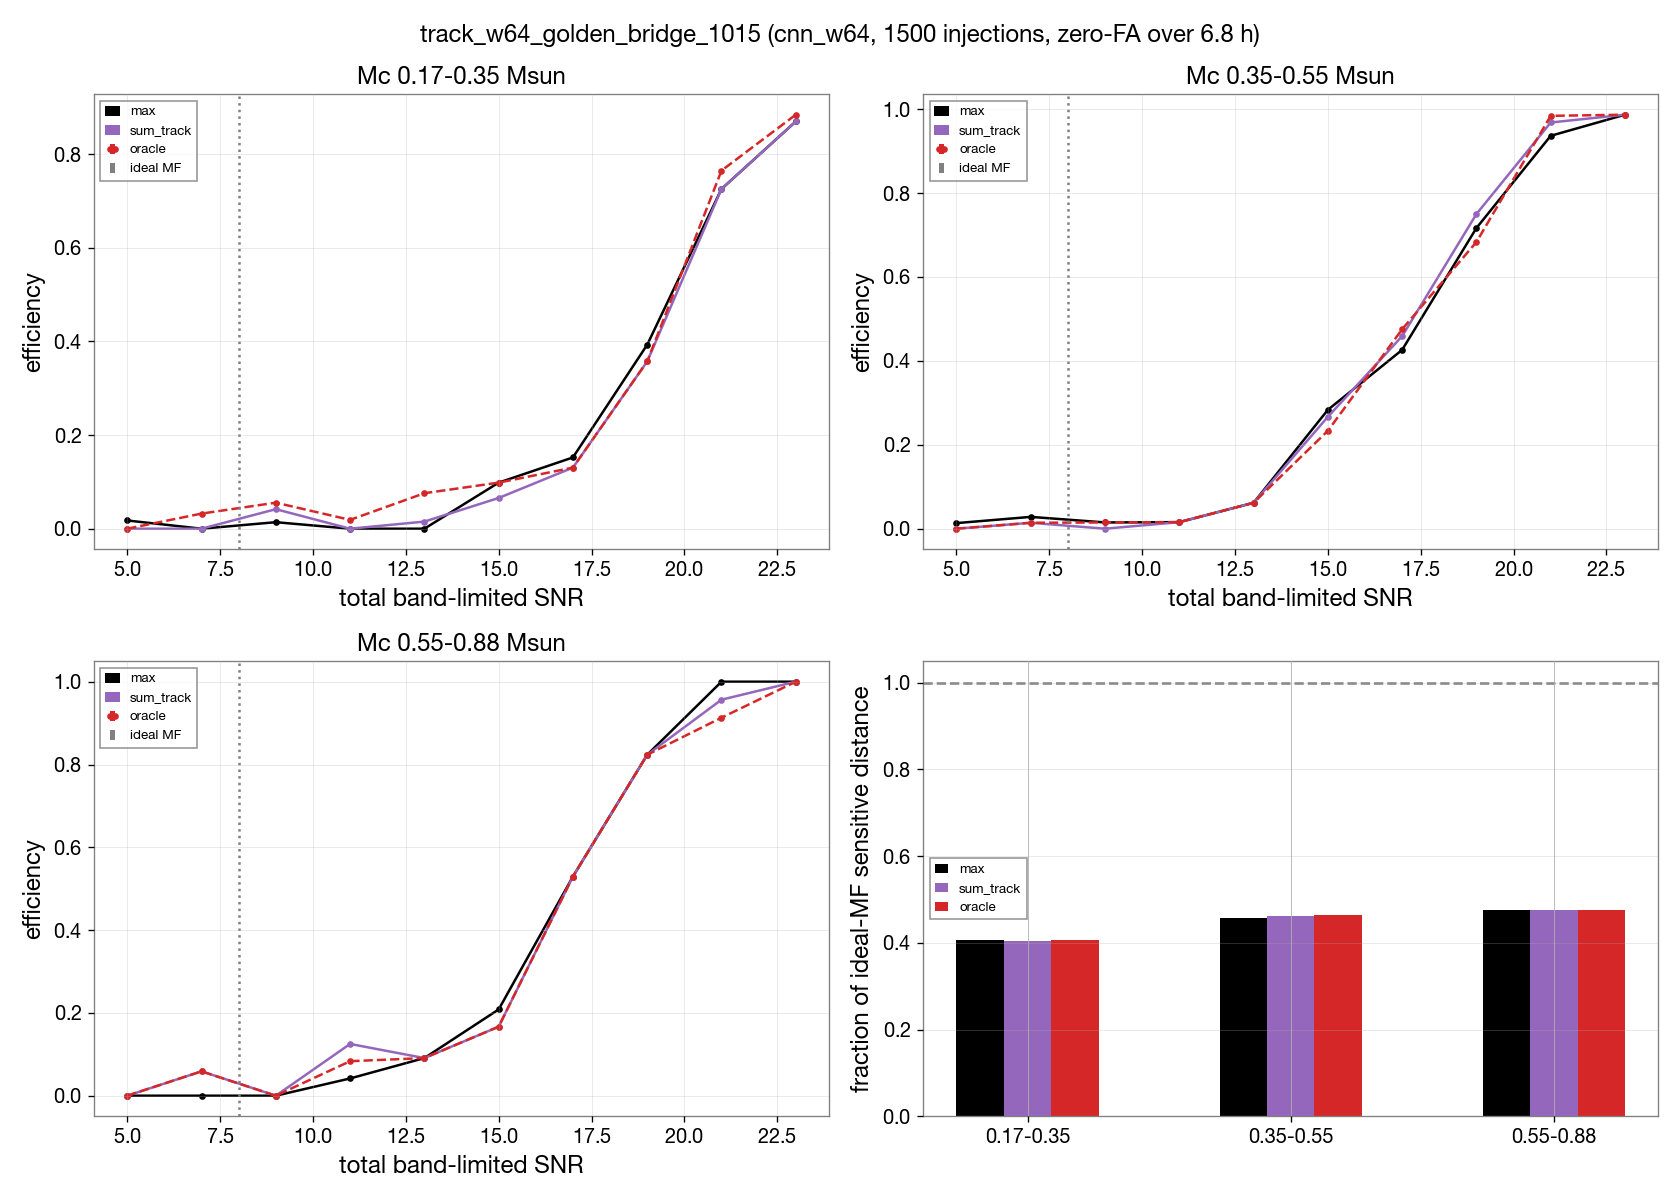 track_w64_golden_bridge_1015 (cnn_w64, 1500 injections, zero-FA over 6.8 h)
Mc 0.17-0.35 Msun
max
sum_track
oracle
ideal MF
efficiency
0.8
0.6
0.4
0.2
0.0
5.0 7.5 10.0 12.5 15.0 17.5 20.0 22.5
total band-limited SNR
Mc 0.35-0.55 Msun
max
sum_track
oracle
ideal MF
efficiency
1.0
0.8
0.6
0.4
0.2
0.0
5.0 7.5 10.0 12.5 15.0 17.5 20.0 22.5
total band-limited SNR
Mc 0.55-0.88 Msun
max
sum_track
oracle
ideal MF
efficiency
1.0
0.8
0.6
0.4
0.2
0.0
5.0 7.5 10.0 12.5 15.0 17.5 20.0 22.5
total band-limited SNR
fraction of ideal-MF sensitive distance
1.0
0.8
0.6
0.4
0.2
0.0
max
sum_track
oracle
0.17-0.35 0.35-0.55 0.55-0.88